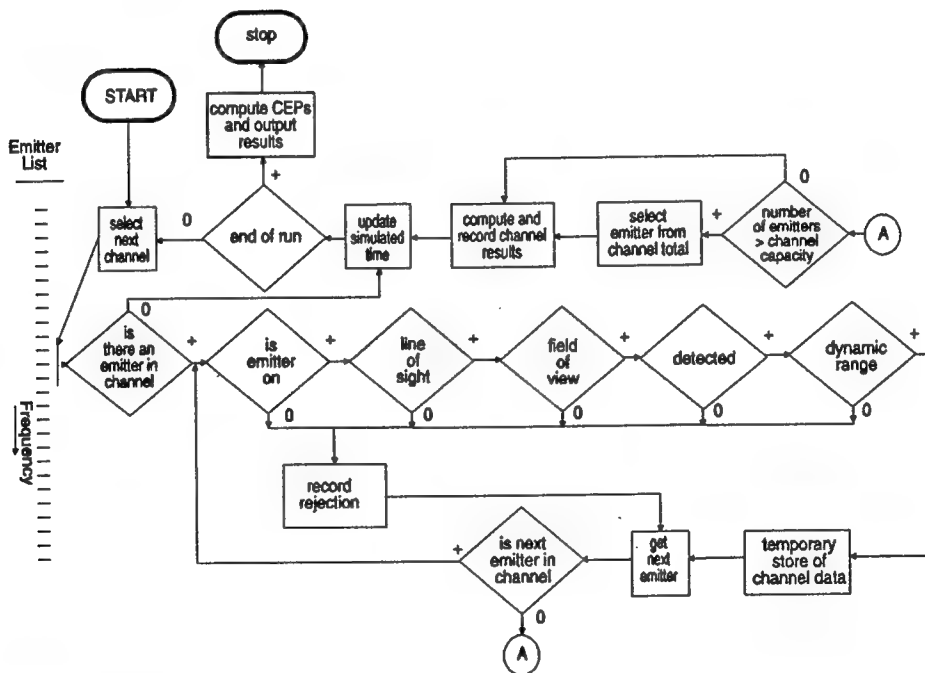 stop
START
compute CEPs
and output
results
Emitter
List
+
0
select
next
channel
0
end of run
update
simulated
time
compute and
record channel
results
select
emitter from
channel total
+
number
of emitters
> channel
capacity
A
0
is
there an
emitter in
channel
+
is
emitter
on
+
line
of
sight
+
field
of
view
+
detected
+
dynamic
range
+
0
0
0
0
0
Frequency
record
rejection
+
is next
emitter in
channel
get
next
emitter
temporary
store of
channel data
0
A